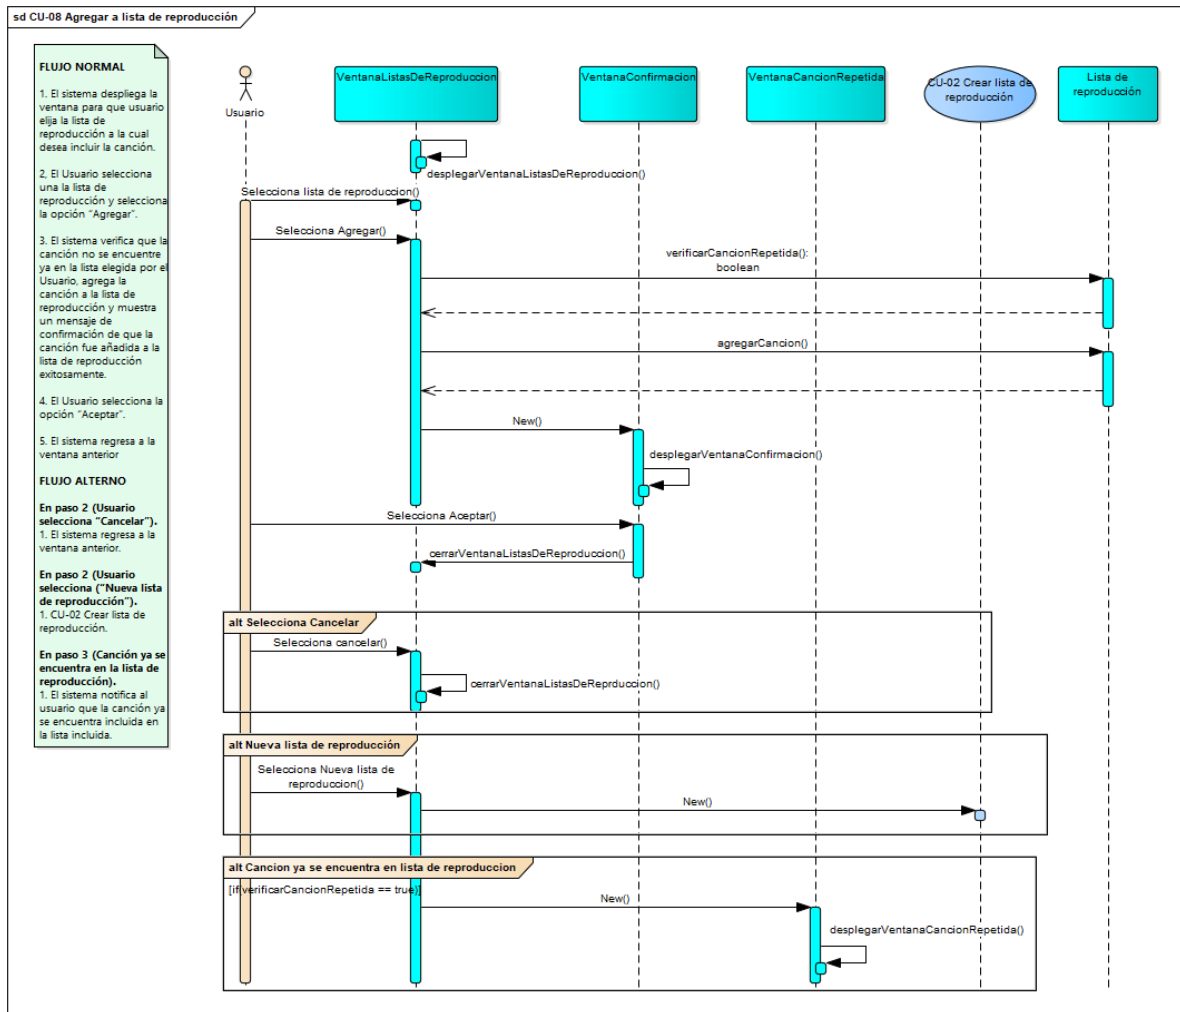 sd CU-08 Agregar a lista de reproducción
FLUJO NORMAL
1. El sistema despliega la
ventana para que usuario
elija la lista de
reproducción a la cual
desea incluir la canción.
2, El Usuario selecciona
una la lista de
reproducción y selecciona
la opción "Agregar".
3. El sistema verifica que la
canción no se encuentre
ya en la lista elegida por el
Usuario, agrega la
canción a la lista de
reproducción y muestra
un mensaje de
confirmación de que la
canción fue añadida a la
lista de reproducción
exitosamente.
4. El Usuario selecciona la
opción "Aceptar".
5. El sistema regresa a la
ventana anterior
FLUJO ALTERNO
En paso 2 (Usuario
selecciona "Cancelar").
1. El sistema regresa a la
ventana anterior.
En paso 2 (Usuario
selecciona ("Nueva lista
de reproducción").
1. CU-02 Crear lista de
reproducción.
En paso 3 (Canción ya se
encuentra en la lista de
reproducción).
1. El sistema notifica al
usuario que la canción ya
se encuentra incluida en
la lista incluida.
Usuario
VentanaListasDeReproduccion
VentanaConfirmacion
VentanaCancionRepetida
CU-02 Crear lista de
reproducción
Lista de
reproducción
desplegarVentanaListasDeReproduccion()
Selecciona lista de reproduccion()
Selecciona Agregar()
verificarCancionRepetida():
boolean
agregarCancion()
New()
desplegarVentanaConfirmacion()
Selecciona Aceptar()
cerrarVentanaListasDeReproduccion()
alt Selecciona Cancelar
Selecciona cancelar()
cerrarVentanaListasDeReprduccion()
alt Nueva lista de reproducción
Selecciona Nueva lista de
reproduccion()
New()
alt Cancion ya se encuentra en lista de reproduccion
[if(verificarCancionRepetida == true)]
New()
desplegarVentanaCancionRepetida()